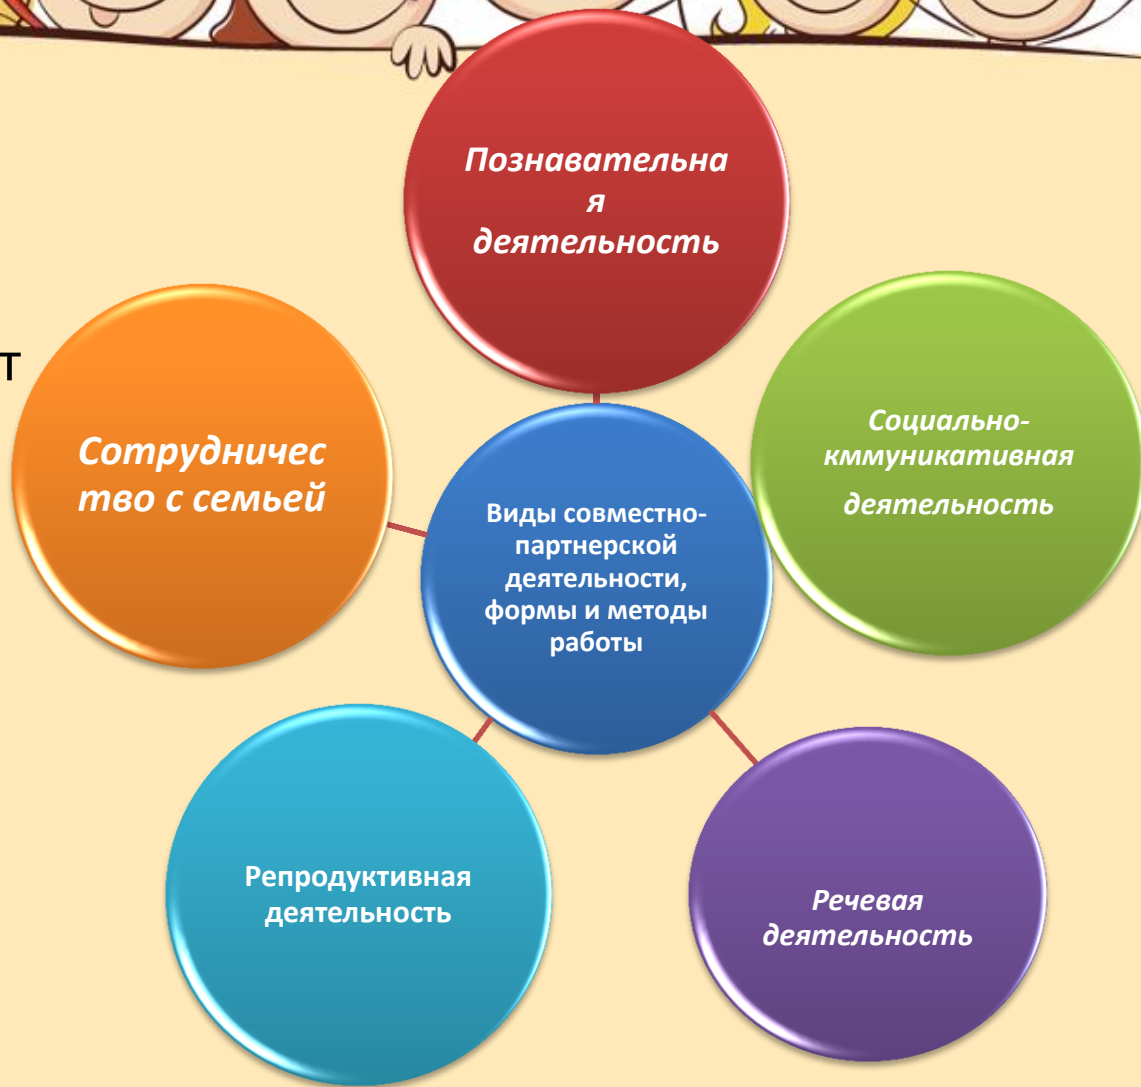 Познавательна
я
деятельность
Социально-
кммуникативная
деятельность
Речевая
деятельность
Репродуктивная
деятельность
Сотрудничес
тво с семьей
Виды совместно-
партнерской
деятельности,
формы и методы
работы
т